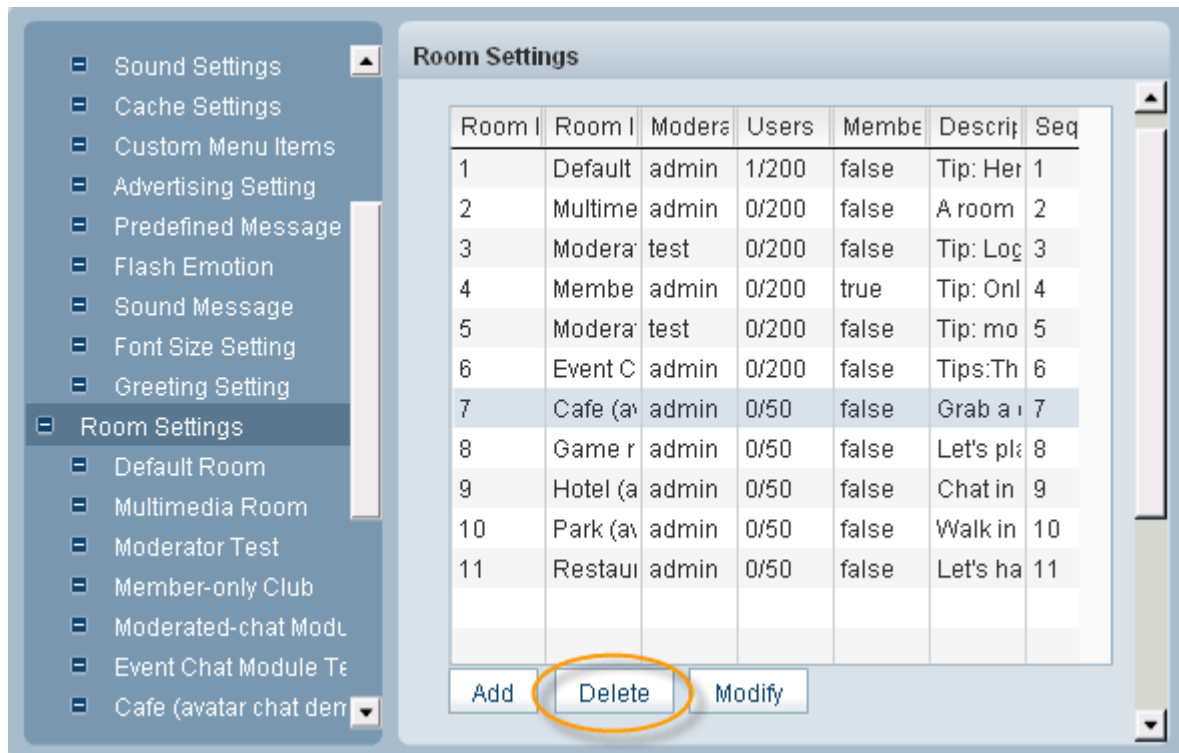 Sound Settings
Cache Settings
Custom Menu Items
Advertising Setting
Predefined Message
Flash Emotion
Sound Message
Font Size Setting
Greeting Setting
Room Settings
Default Room
Multimedia Room
Moderator Test
Member-only Club
Moderated-chat Modu
Event Chat Module Te
Cafe (avatar chat dem
Room Settings
Room I Room I Modera Users Membe Descrip Seq
1 Default admin 1/200 false Tip: Her 1
2 Multime admin 0/200 false A room 2
3 Modera test 0/200 false Tip: Log 3
4 Membe admin 0/200 true Tip: Onl 4
5 Modera test 0/200 false Tip: mo 5
6 Event C admin 0/200 false Tips:Th 6
7 Cafe (av admin 0/50 false Grab a 7
8 Game r admin 0/50 false Let's pla 8
9 Hotel (a admin 0/50 false Chat in 9
10 Park (av admin 0/50 false Walk in 10
11 Restau admin 0/50 false Let's ha 11
Add Delete Modify